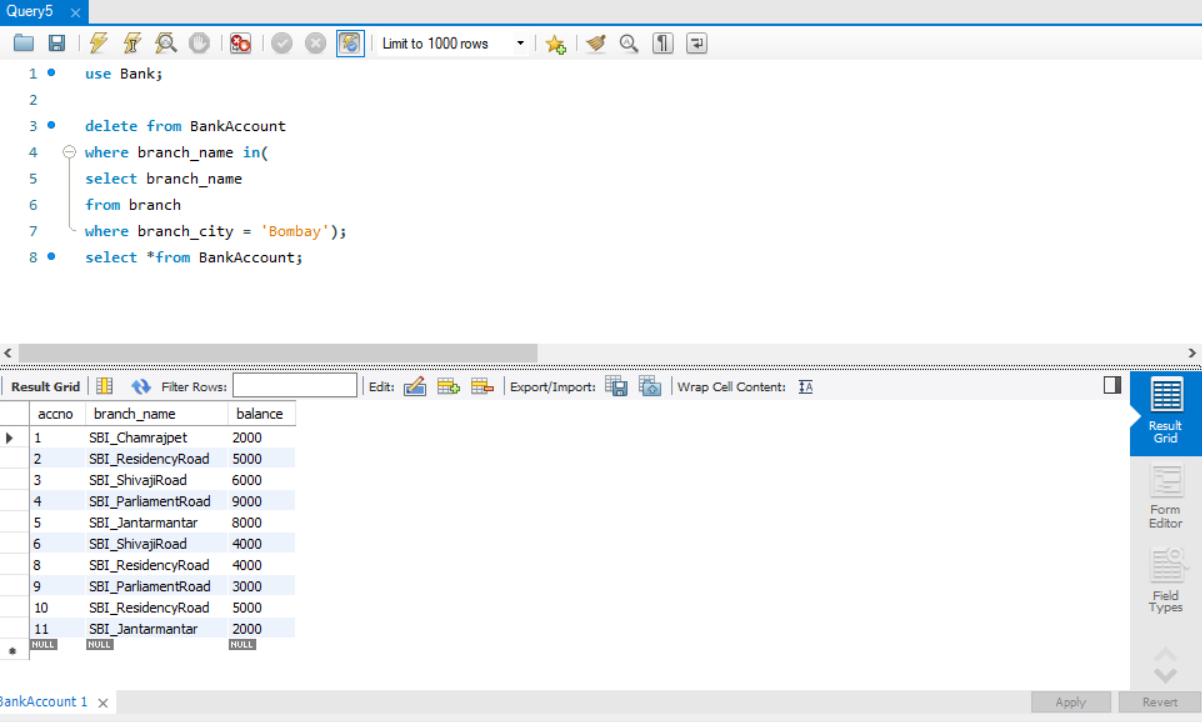 Query5
Limit to 1000 rows
1 use Bank;
2
3 delete from BankAccount
4 where branch_name in(
5 select branch_name
6 from branch
7 where branch_city = 'Bombay');
8 select *from BankAccount;
Result Grid Filter Rows: Edit: Export/Import: Wrap Cell Content: IA
accno branch_name balance
1 SBI_Chamrajpet 2000
2 SBI_ResidencyRoad 5000
3 SBI_ShivajiRoad 6000
4 SBI_ParliamentRoad 9000
5 SBI_Jantarmantar 8000
6 SBI_ShivajiRoad 4000
8 SBI_ResidencyRoad 4000
9 SBI_ParliamentRoad 3000
10 SBI_ResidencyRoad 5000
11 SBI_Jantarmantar 2000
NULL NULL NULL
Result
Grid
Form
Editor
Field
Types
BankAccount 1
Apply Revert